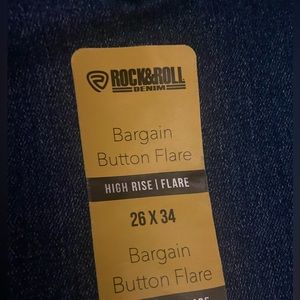 ROCK&ROLL
DENIM
Bargain
Button Flare
HIGH RISE | FLARE
26 X 34
Bargain
Button Flare